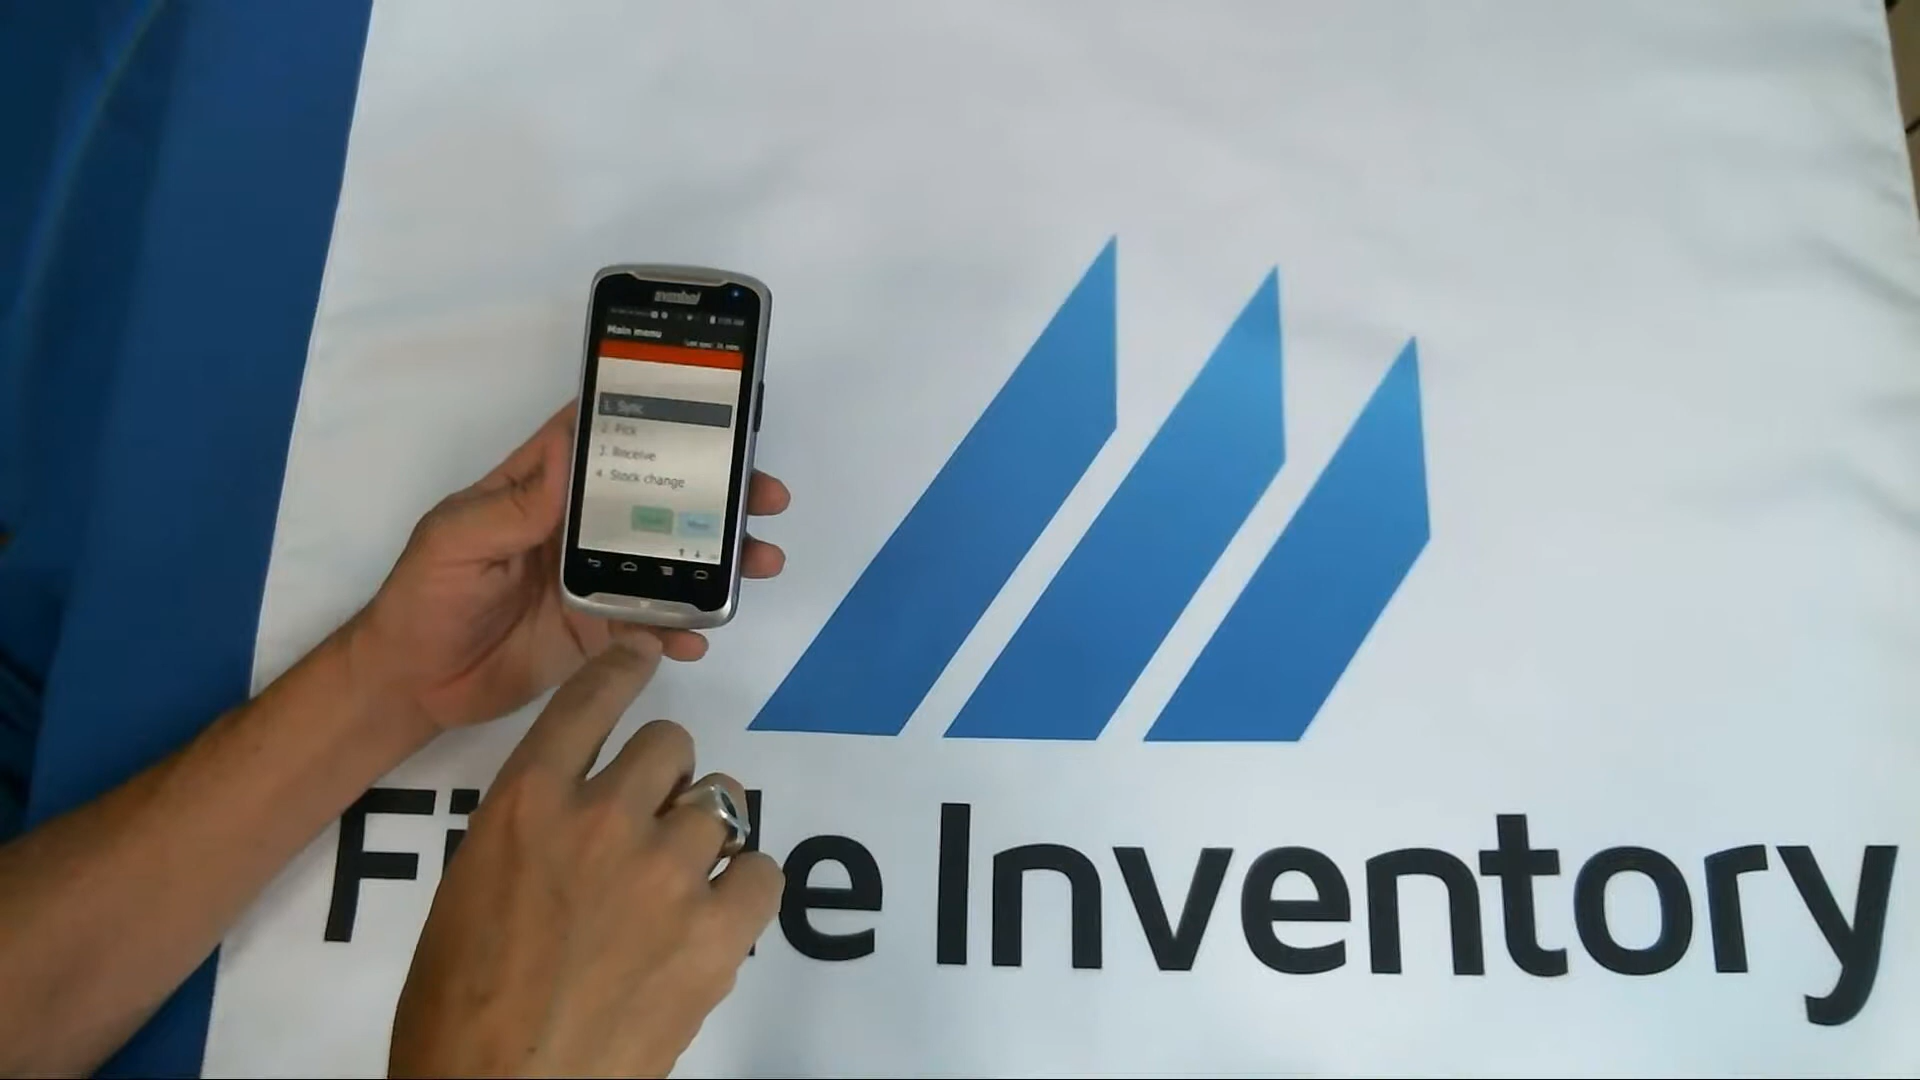 symbol
Main menu
1. Sync
2. Pick
3. Receive
4. Stock change
Inventory